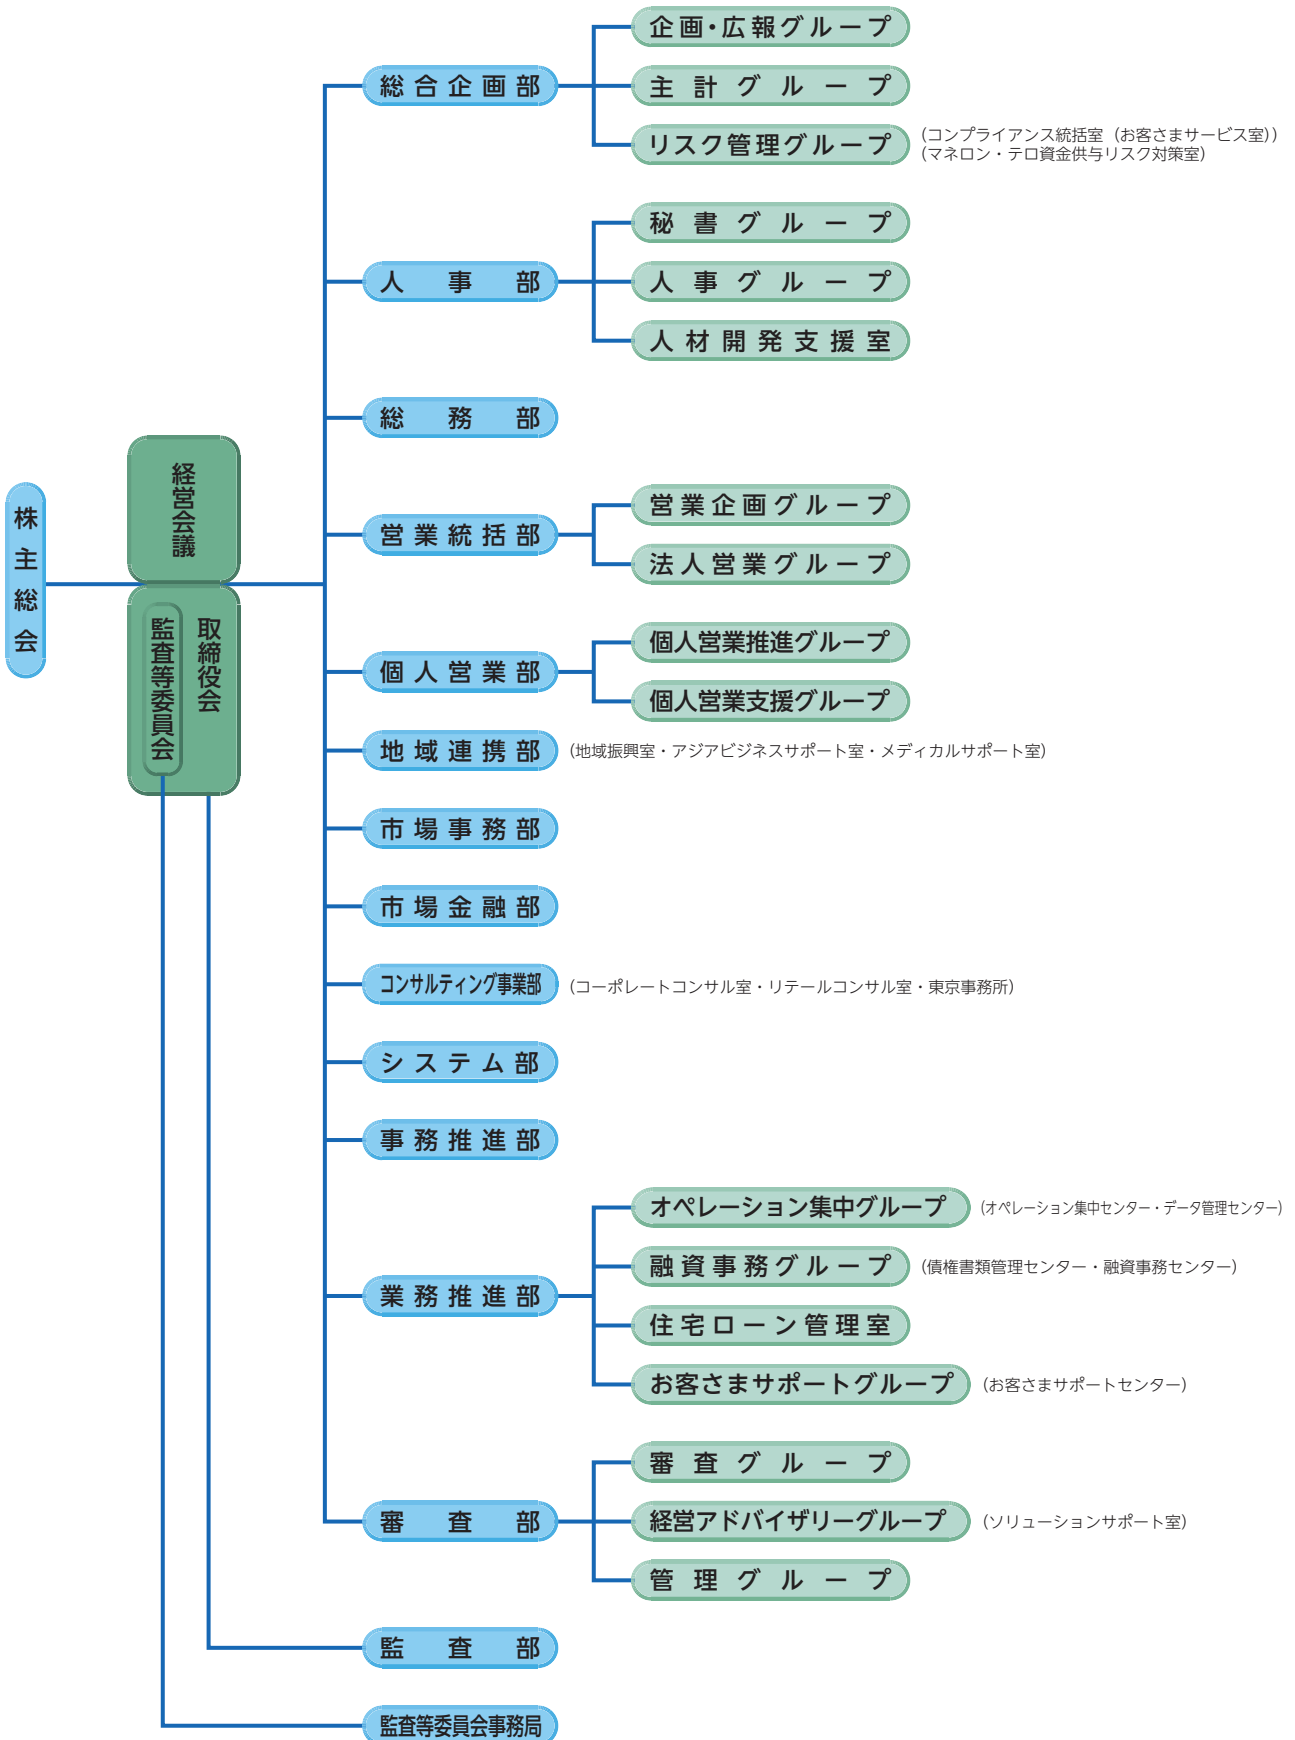 株主総会
経営会議
取締役会
監査等委員会
総合企画部
企画・広報グループ
主計グループ
リスク管理グループ
(コンプライアンス統括室(お客さまサービス室))
(マネロン・テロ資金供与リスク対策室)
人事部
秘書グループ
人事グループ
人材開発支援室
総務部
営業統括部
営業企画グループ
法人営業グループ
個人営業部
個人営業推進グループ
個人営業支援グループ
地域連携部
(地域振興室・アジアビジネスサポート室・メディカルサポート室)
市場事務部
市場金融部
コンサルティング事業部
(コーポレートコンサル室・リテールコンサル室・東京事務所)
システム部
事務推進部
業務推進部
オペレーション集中グループ
(オペレーション集中センター・データ管理センター)
融資事務グループ
(債権書類管理センター・融資事務センター)
住宅ローン管理室
お客さまサポートグループ
(お客さまサポートセンター)
審査部
審査グループ
経営アドバイザリーグループ
(ソリューションサポート室)
管理グループ
監査部
監査等委員会事務局